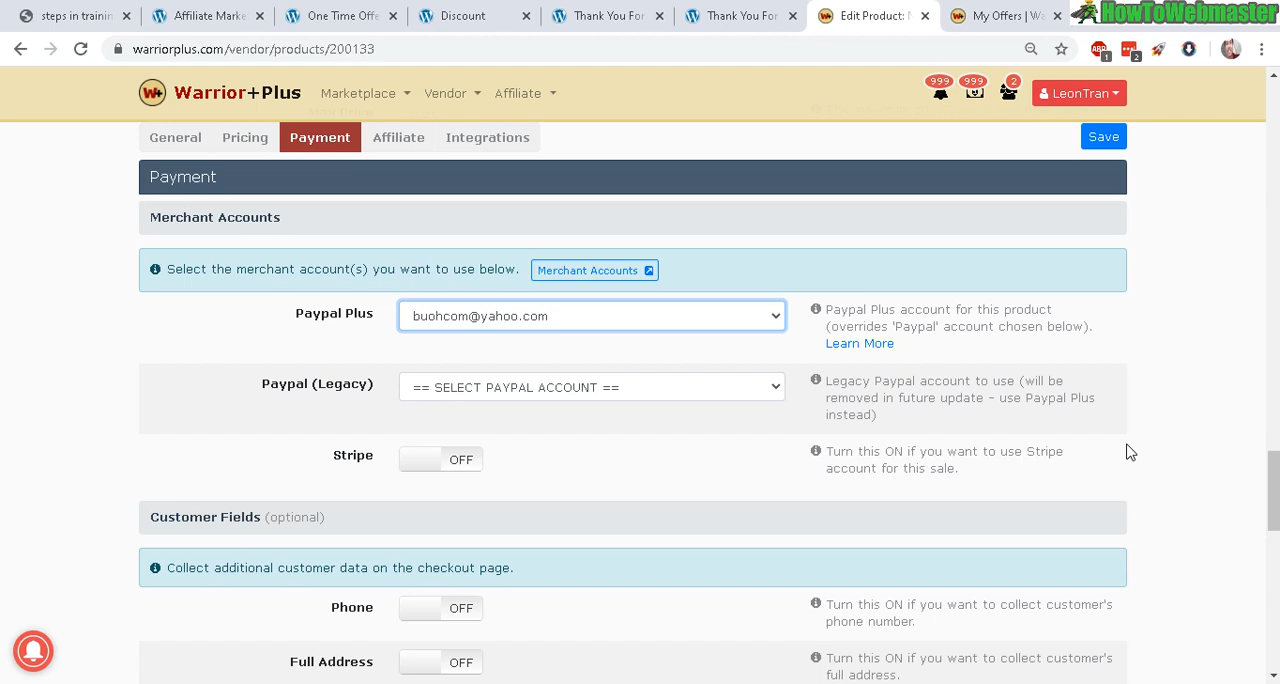 steps in trainin × Affiliate Marke × One Time Offe × Mount × Thank You For × Thank You For × Edit Product: N × My Offers | Wa ×
HowToWebmaster
warriorplus.com/vendor/products/200133
1 2
Warrior+Plus Marketplace Vendor Affiliate 999 999 2 LeonTran
General Pricing Payment Affiliate Integrations Save
Payment
Merchant Accounts
Select the merchant account(s) you want to use below. Merchant Accounts
Paypal Plus buohcom@yahoo.com Paypal Plus account for this product
(overrides 'Paypal' account chosen below).
Learn More
Paypal (Legacy) == SELECT PAYPAL ACCOUNT == Legacy Paypal account to use (will be
removed in future update - use Paypal Plus
instead)
Stripe OFF Turn this ON if you want to use Stripe
account for this sale.
Customer Fields (optional)
Collect additional customer data on the checkout page.
Phone OFF Turn this ON if you want to collect customer's
phone number.
Full Address OFF Turn this ON if you want to collect customer's
full address.